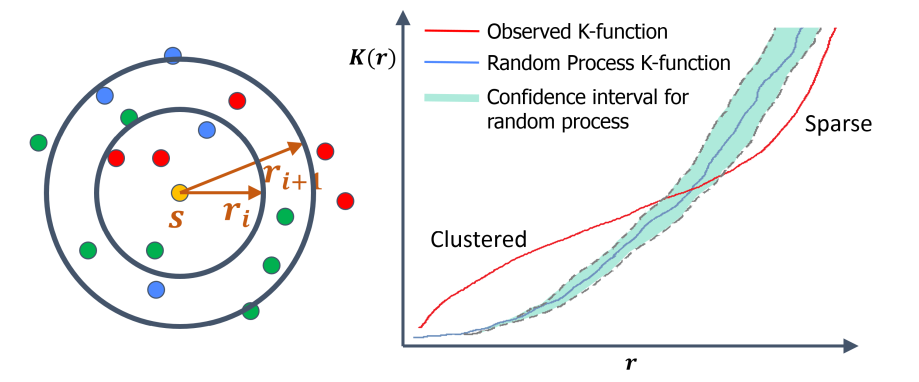 s
r_i
r_{i+1}
K(r)
Observed K-function
Random Process K-function
Confidence interval for
random process
Sparse
Clustered
r